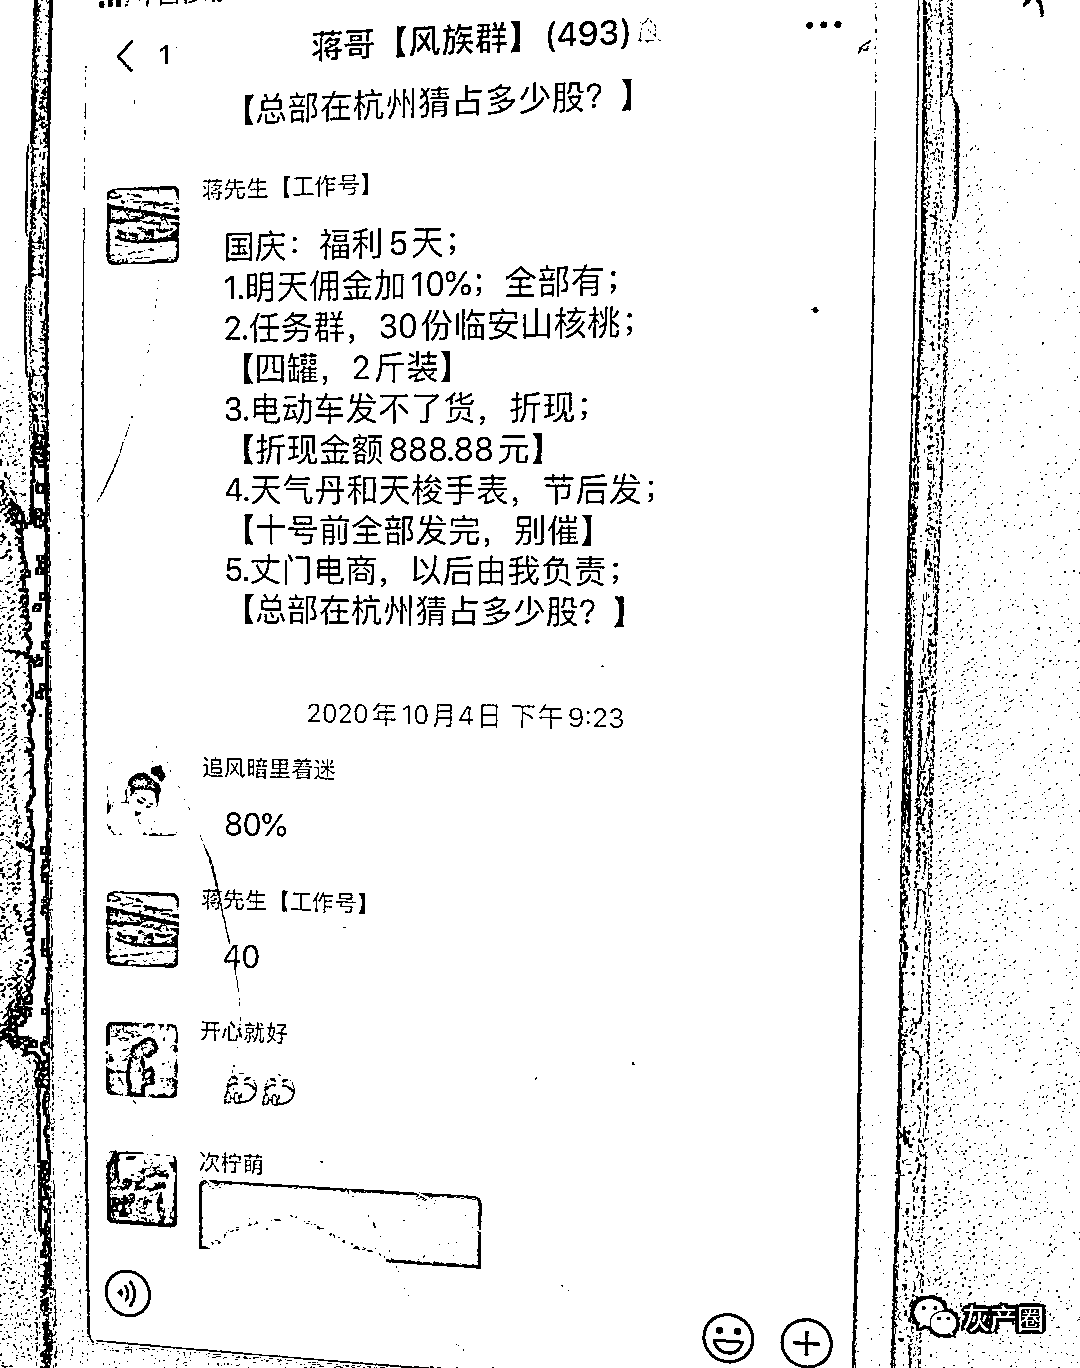 1
蒋哥【风族群】(493)
【总部在杭州猜占多少股？】
蒋先生【工作号】
国庆：福利5天；
1.明天佣金加10%；全部有；
2.任务群，30份临安山核桃；
【四罐，2斤装】
3.电动车发不了货，折现；
【折现金额888.88元】
4.天气丹和天梭手表，节后发；
【十号前全部发完，别催】
5.丈门电商，以后由我负责；
【总部在杭州猜占多少股？】
2020年10月4日 下午9:23
追风暗里着迷
80%
蒋先生【工作号】
40
开心就好
次柠萌
灰产圈